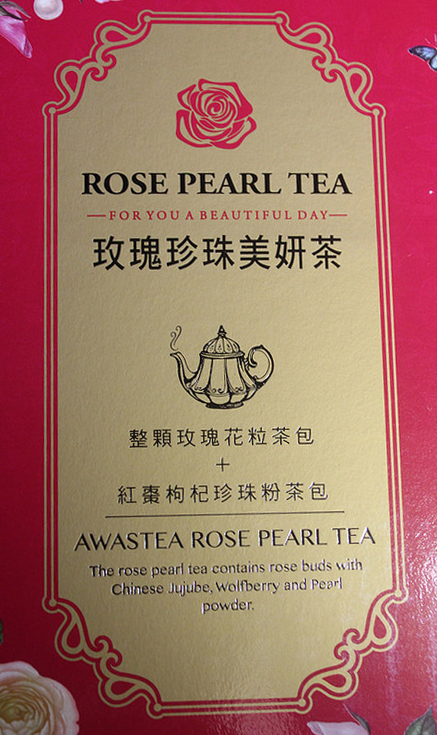 ROSE PEARL TEA
FOR YOU A BEAUTIFUL DAY
玫瑰珍珠美妍茶
整顆玫瑰花粒茶包
+
紅棗枸杞珍珠粉茶包
AWASTEA ROSE PEARL TEA
The rose pearl tea contains rose buds with
Chinese Jujube, Wolfberry and Pearl
powder.